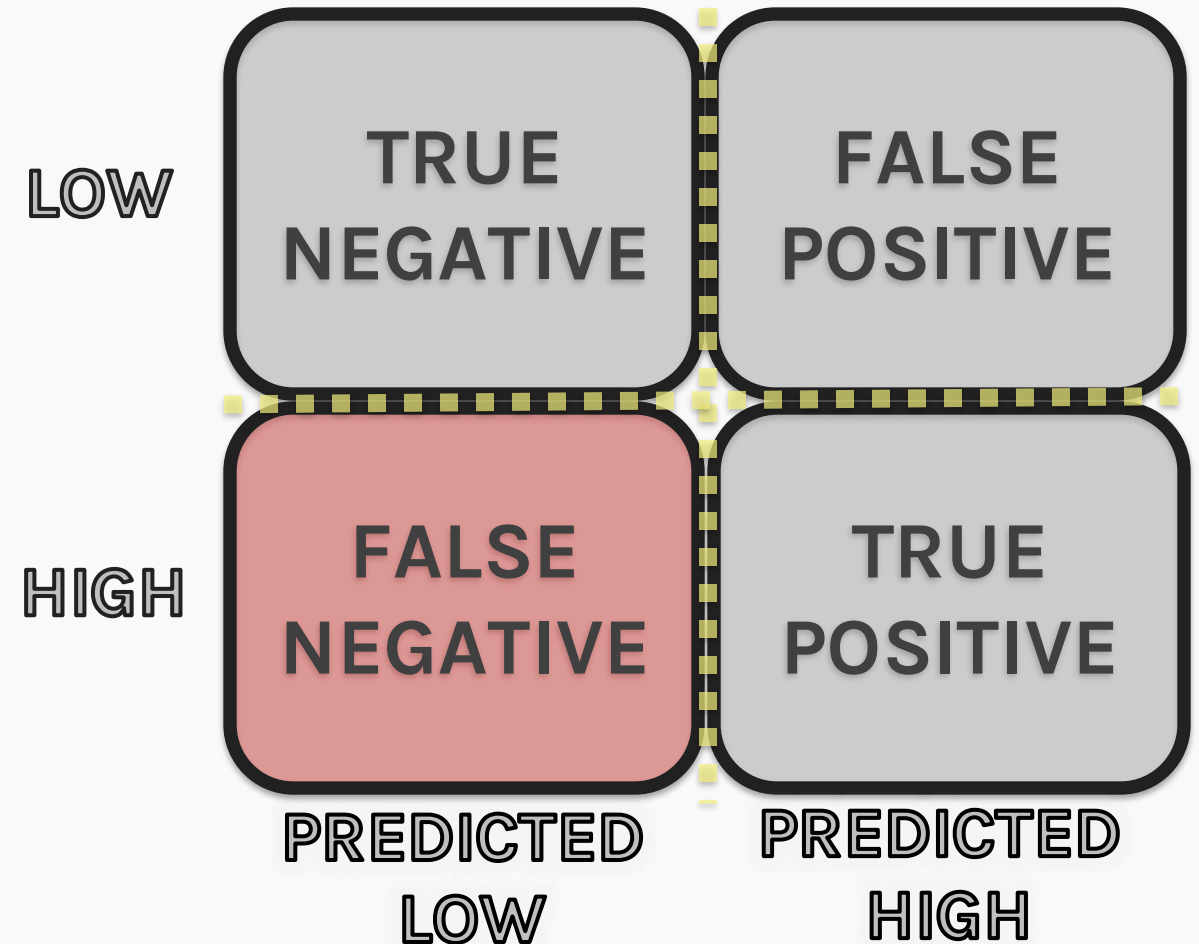 TRUE
NEGATIVE
FALSE
POSITIVE
LOW
FALSE
NEGATIVE
TRUE
POSITIVE
HIGH
PREDICTED
LOW
PREDICTED
HIGH